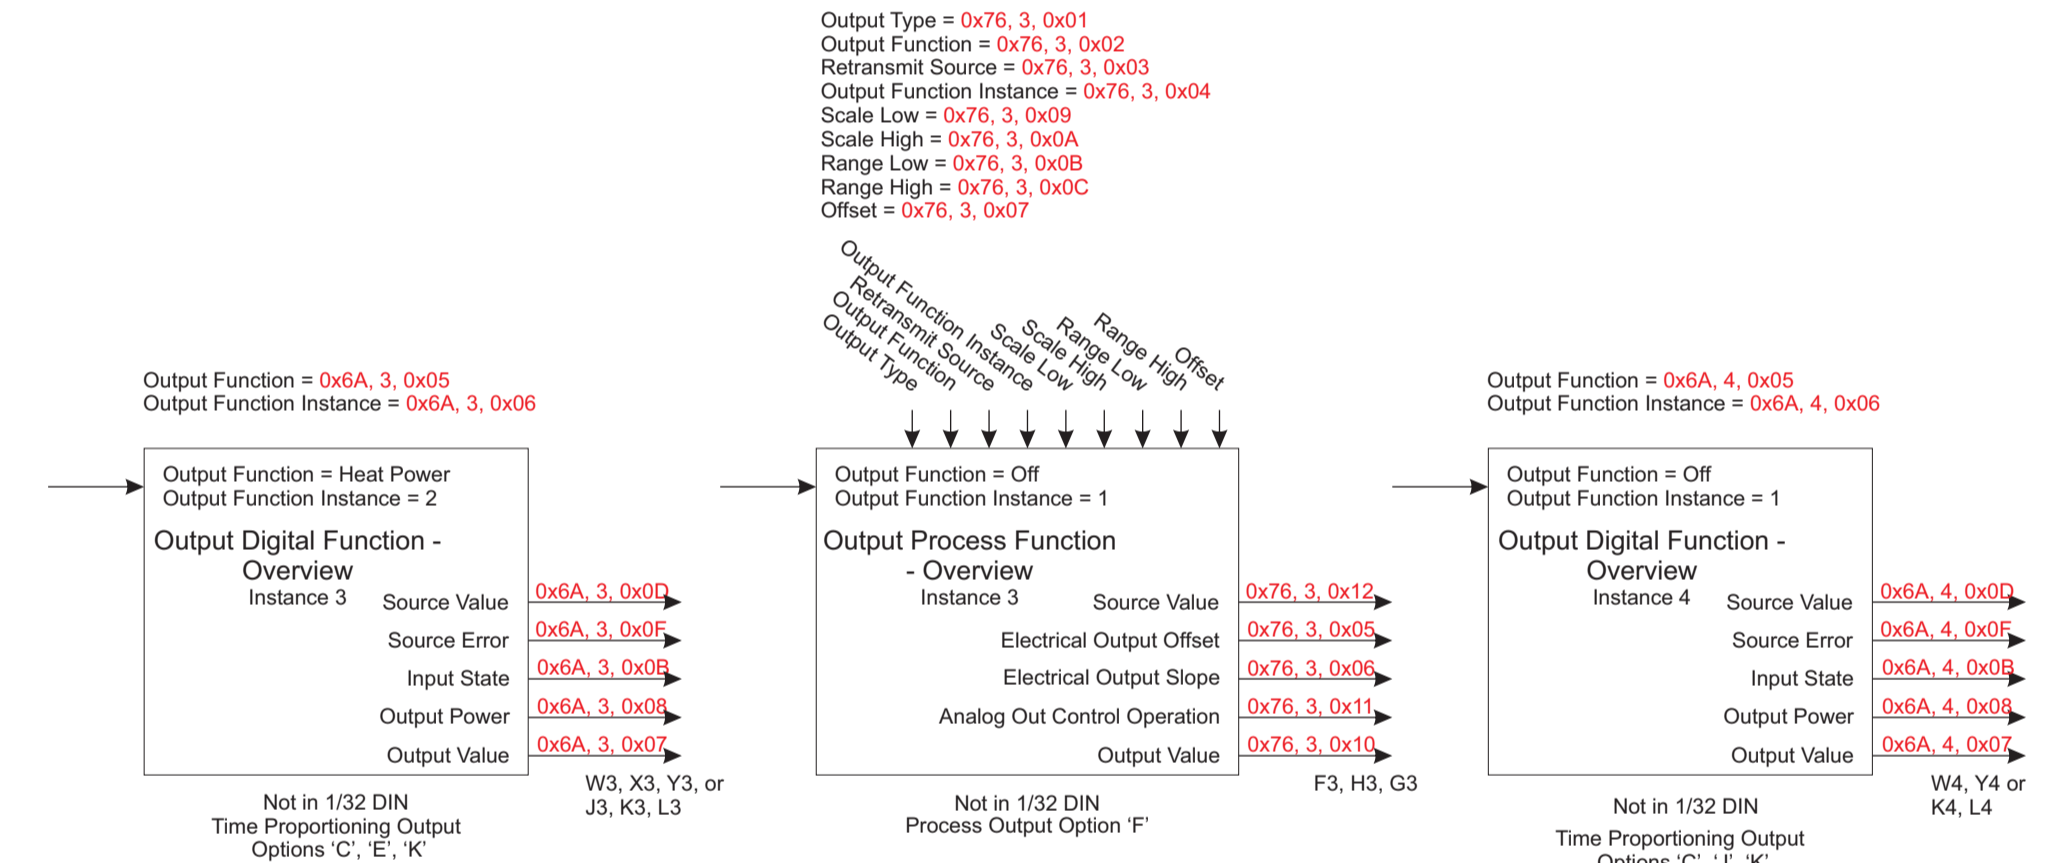 Output Type = 0x76, 3, 0x01
Output Function = 0x76, 3, 0x02
Retransmit Source = 0x76, 3, 0x03
Output Function Instance = 0x76, 3, 0x04
Scale Low = 0x76, 3, 0x09
Scale High = 0x76, 3, 0x0A
Range Low = 0x76, 3, 0x0B
Range High = 0x76, 3, 0x0C
Offset = 0x76, 3, 0x07
Output Type
Output Function
Retransmit Source
Output Function Instance
Scale Low
Scale High
Range Low
Range High
Offset
Output Function = 0x6A, 3, 0x05
Output Function Instance = 0x6A, 3, 0x06
Output Function = Heat Power
Output Function Instance = 2
Output Digital Function -
Overview
Instance 3
Source Value 0x6A, 3, 0x0D
Source Error 0x6A, 3, 0x0F
Input State 0x6A, 3, 0x0B
Output Power 0x6A, 3, 0x08
Output Value 0x6A, 3, 0x07
W3, X3, Y3, or
J3, K3, L3
Not in 1/32 DIN
Time Proportioning Output
Options ‘C’, ‘E’, ‘K’
Output Function = Off
Output Function Instance = 1
Output Process Function
- Overview
Instance 3
Source Value 0x76, 3, 0x12
Electrical Output Offset 0x76, 3, 0x05
Electrical Output Slope 0x76, 3, 0x06
Analog Out Control Operation 0x76, 3, 0x11
Output Value 0x76, 3, 0x10
F3, H3, G3
Not in 1/32 DIN
Process Output Option ‘F’
Output Function = 0x6A, 4, 0x05
Output Function Instance = 0x6A, 4, 0x06
Output Function = Off
Output Function Instance = 1
Output Digital Function -
Overview
Instance 4
Source Value 0x6A, 4, 0x0D
Source Error 0x6A, 4, 0x0F
Input State 0x6A, 4, 0x0B
Output Power 0x6A, 4, 0x08
Output Value 0x6A, 4, 0x07
W4, Y4 or
K4, L4
Not in 1/32 DIN
Time Proportioning Output
Options ‘C’, ‘J’, ‘K’